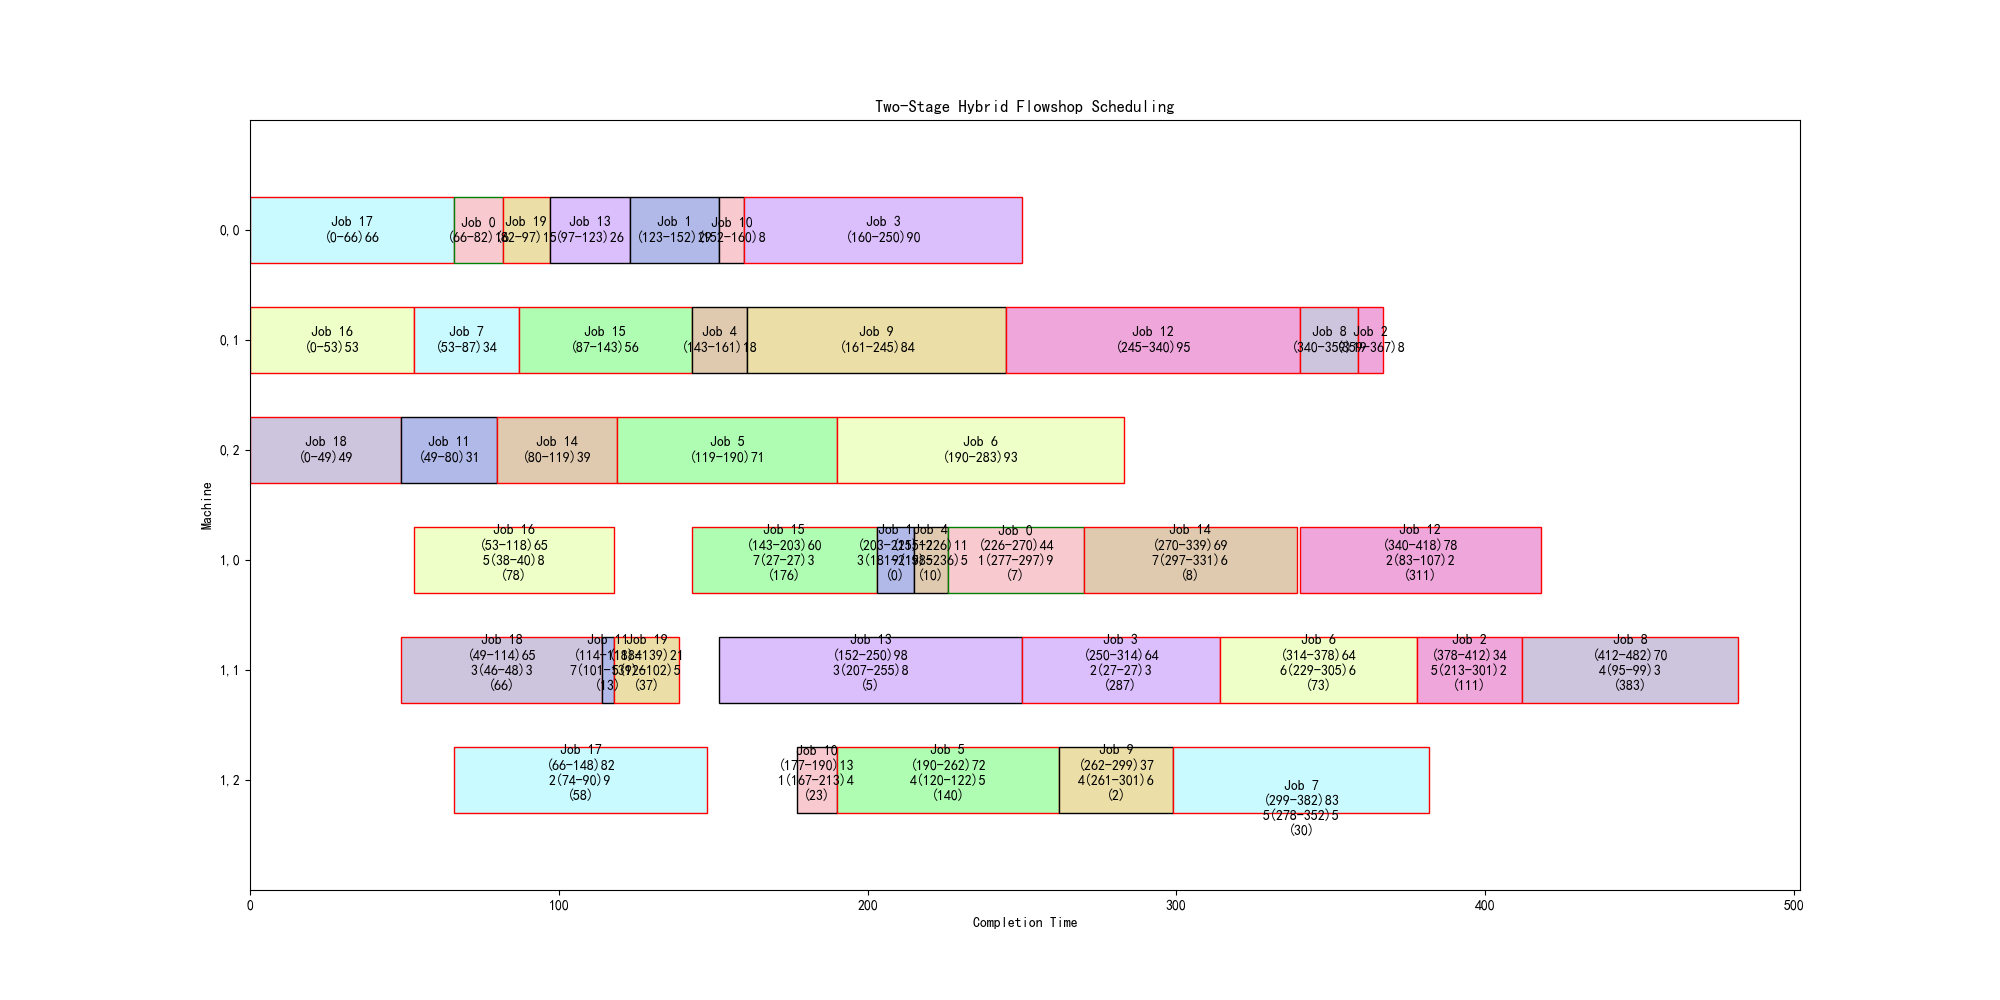 Two-Stage Hybrid Flowshop Scheduling
Machine
0,0
Job 17
(0-66)66
Job 0
(66-82)16
Job 19
(82-97)15
Job 13
(97-123)26
Job 1
(123-152)29
Job 10
(152-160)8
Job 3
(160-250)90
0,1
Job 16
(0-53)53
Job 7
(53-87)34
Job 15
(87-143)56
Job 4
(143-161)18
Job 9
(161-245)84
Job 12
(245-340)95
Job 8
(340-359)19
Job 2
(359-367)8
0,2
Job 18
(0-49)49
Job 11
(49-80)31
Job 14
(80-119)39
Job 5
(119-190)71
Job 6
(190-283)93
1,0
Job 16
(53-118)65
5(38-40)8
(78)
Job 15
(143-203)60
7(27-27)3
(176)
Job 1
(203-215)12
(0)
Job 4
(215-226)11
(10)
Job 0
(226-270)44
1(277-297)9
(7)
Job 14
(270-339)69
7(297-331)6
(8)
Job 12
(340-418)78
2(83-107)2
(311)
1,1
Job 18
(49-114)65
3(46-48)3
(66)
Job 11
(114-118)4
(13)
Job 19
(118-139)21
(37)
Job 13
(152-250)98
3(207-255)8
(5)
Job 3
(250-314)64
2(27-27)3
(287)
Job 6
(314-378)64
6(229-305)6
(73)
Job 2
(378-412)34
5(213-301)2
(111)
Job 8
(412-482)70
4(95-99)3
(383)
1,2
Job 17
(66-148)82
2(74-90)9
(58)
Job 10
(177-190)13
1(167-213)4
(23)
Job 5
(190-262)72
4(120-122)5
(140)
Job 9
(262-299)37
4(261-301)6
(2)
Job 7
(299-382)83
5(278-352)5
(30)
0
100
200
300
400
500
Completion Time